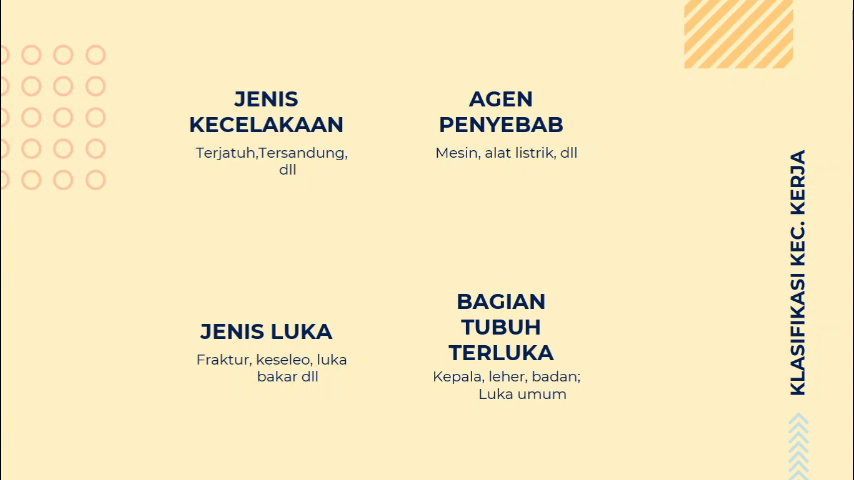 JENIS
KECELAKAAN
Terjatuh,Tersandung,
dll
AGEN
PENYEBAB
Mesin, alat listrik, dll
JENIS LUKA
Fraktur, keseleo, luka
bakar dll
BAGIAN
TUBUH
TERLUKA
Kepala, leher, badan;
Luka umum
KLASIFIKASI KEC. KERJA